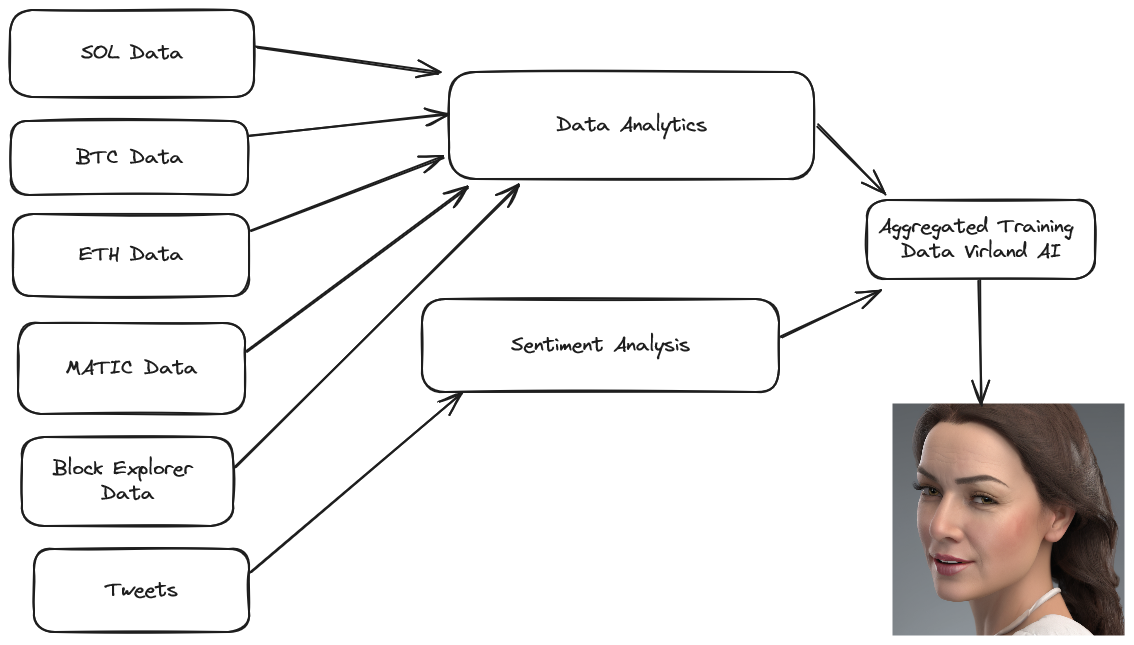 SOL Data
BTC Data
ETH Data
MATIC Data
Block Explorer
Data
Tweets
Data Analytics
Sentiment Analysis
Aggregated Training
Data Virland AI